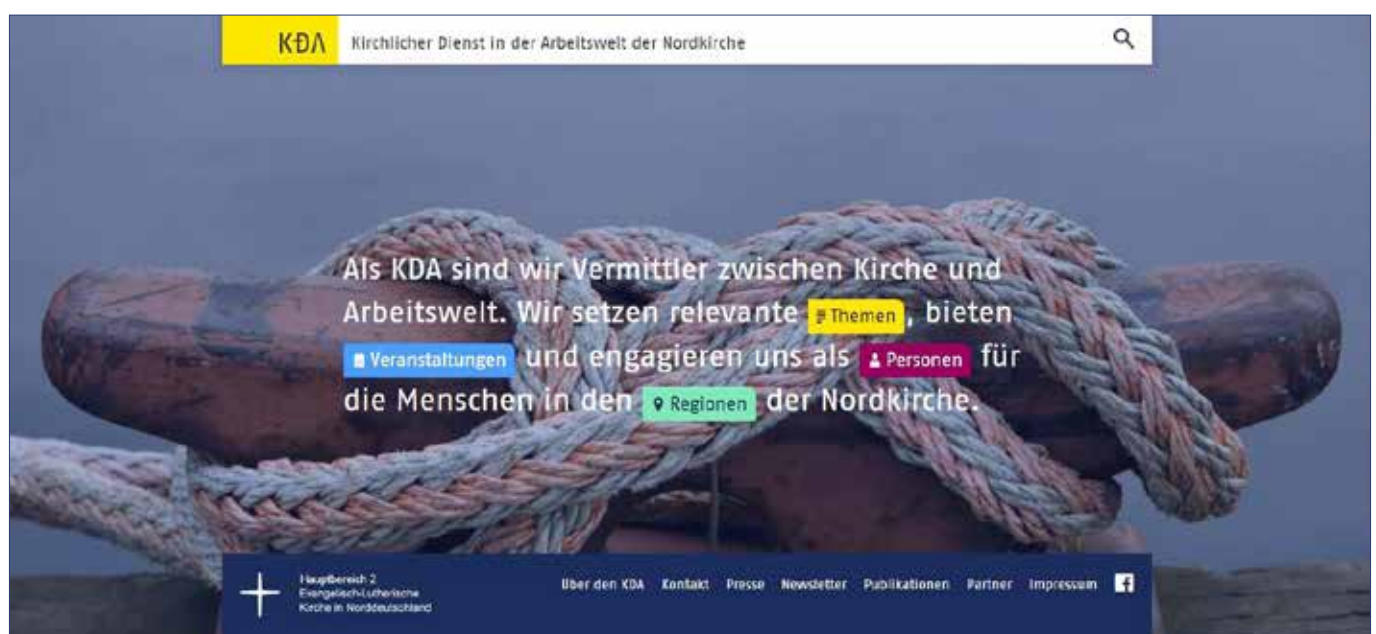 KDA
Kirchlicher Dienst in der Arbeitswelt der Nordkirche
Als KDA sind wir Vermittler zwischen Kirche und
Arbeitswelt. Wir setzen relevante Themen, bieten
Veranstaltungen und engagieren uns als Personen für
die Menschen in den Regionen der Nordkirche.
Hauptbereich 2
Evangelisch-Lutherische
Kirche in Norddeutschland
Über den KDA Kontakt Presse Newsletter Publikationen Partner Impressum